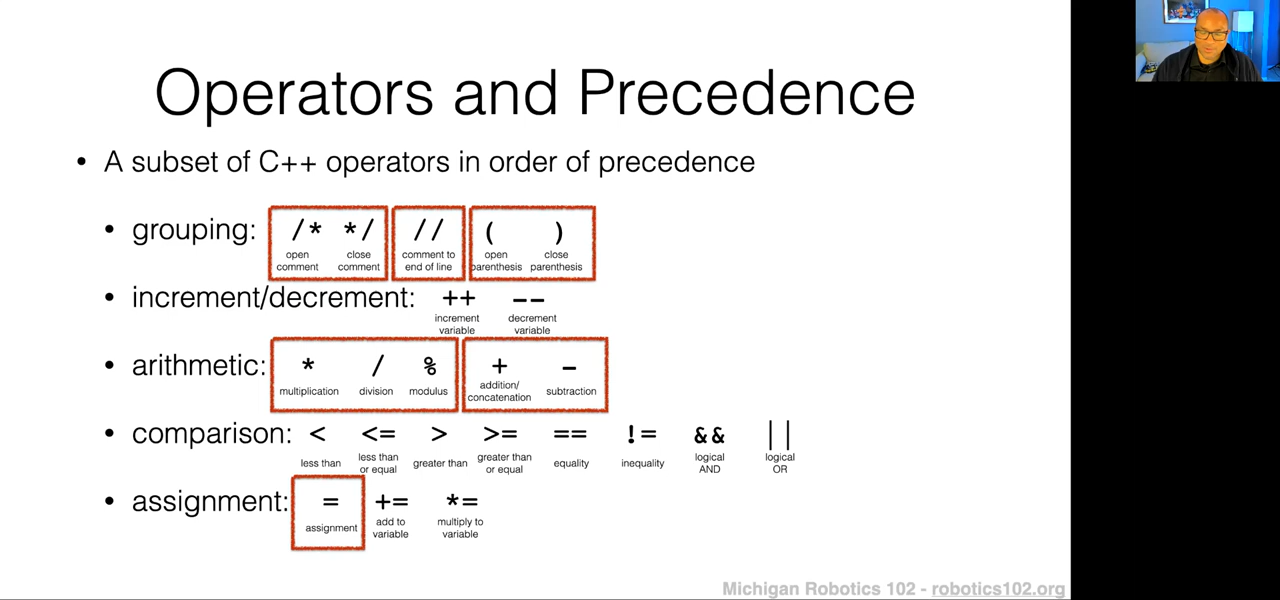 Operators and Precedence
• A subset of C++ operators in order of precedence
• grouping: /* */ // ( )
open comment close comment comment to end of line open parenthesis close parenthesis
• increment/decrement: ++ --
increment variable decrement variable
• arithmetic: * / % + -
multiplication division modulus addition/concatenation subtraction
• comparison: < <= > >= == != && ||
less than less than or equal greater than greater than or equal equality inequality logical AND logical OR
• assignment: = += *=
assignment add to variable multiply to variable
Michigan Robotics 102 - robotics102.org